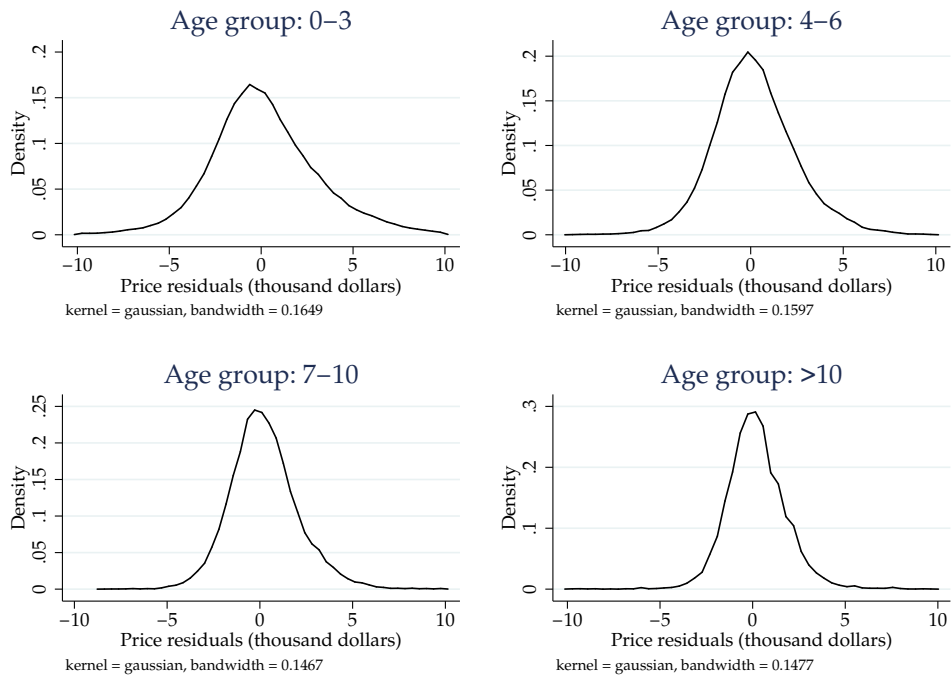 Age group: 0–3
Density
0 .05 .1 .15 .2
−10 −5 0 5 10
Price residuals (thousand dollars)
kernel = gaussian, bandwidth = 0.1649
Age group: 4–6
Density
0 .05 .1 .15 .2
−10 −5 0 5 10
Price residuals (thousand dollars)
kernel = gaussian, bandwidth = 0.1597
Age group: 7–10
Density
0 .05 .1 .15 .2 .25
−10 −5 0 5 10
Price residuals (thousand dollars)
kernel = gaussian, bandwidth = 0.1467
Age group: >10
Density
0 .1 .2 .3
−10 −5 0 5 10
Price residuals (thousand dollars)
kernel = gaussian, bandwidth = 0.1477